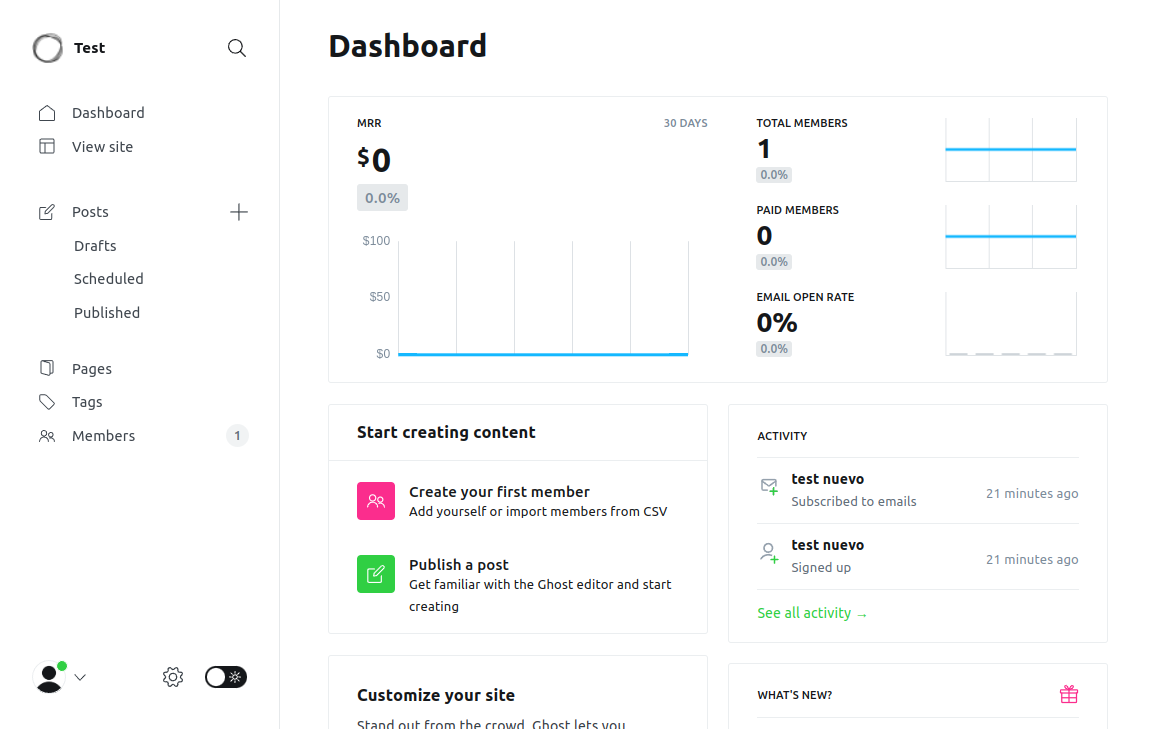 Test
Dashboard
View site
Posts
Drafts
Scheduled
Published
Pages
Tags
Members 1
Dashboard
MRR 30 DAYS
$0
0.0%
$100
$50
$0
TOTAL MEMBERS
1
0.0%
PAID MEMBERS
0
0.0%
EMAIL OPEN RATE
0%
0.0%
Start creating content
Create your first member
Add yourself or import members from CSV
Publish a post
Get familiar with the Ghost editor and start
creating
Customize your site
Stand out from the crowd. Ghost lets you
ACTIVITY
test nuevo
Subscribed to emails
21 minutes ago
test nuevo
Signed up
21 minutes ago
See all activity →
WHAT'S NEW?